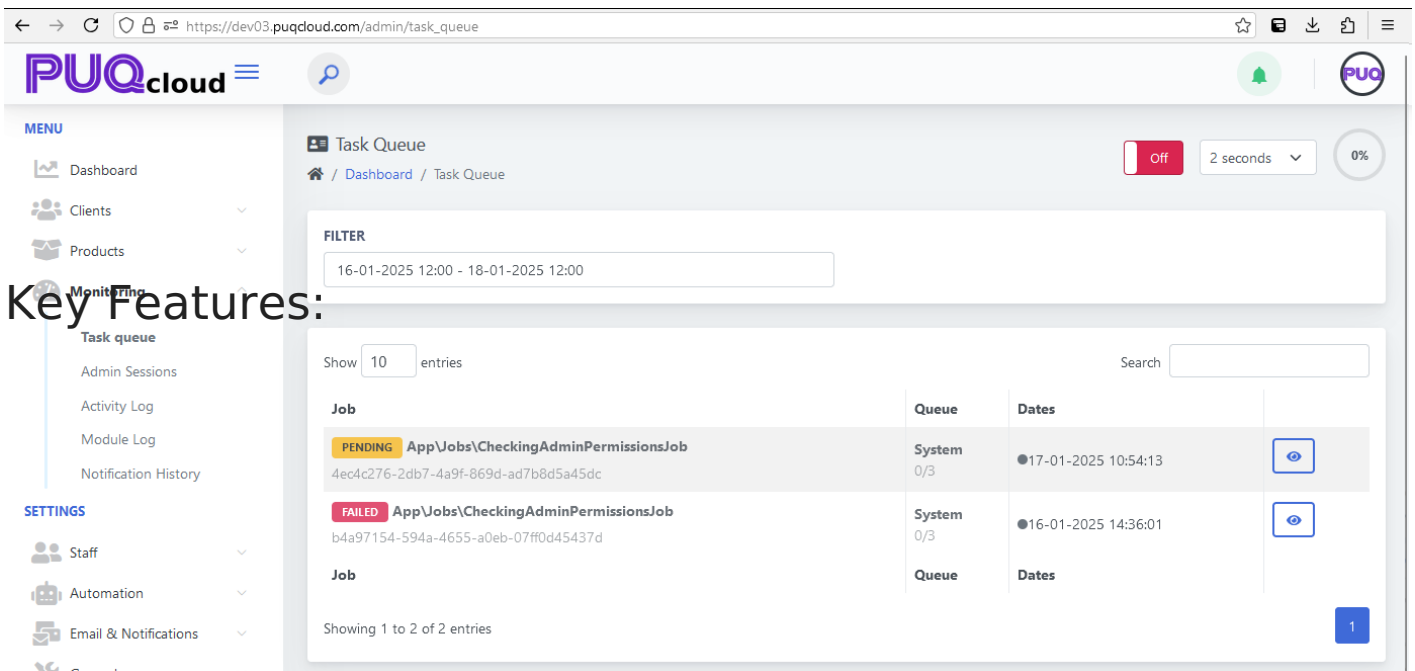 https://dev03.puqcloud.com/admin/task_queue
PUQcloud
PUQ
MENU
Dashboard
Clients
Products
Monitoring
Key Features:
Task queue
Admin Sessions
Activity Log
Module Log
Notification History
SETTINGS
Staff
Automation
Email & Notifications
Task Queue
/ Dashboard / Task Queue
Off
2 seconds
0%
FILTER
16-01-2025 12:00 - 18-01-2025 12:00
Show 10 entries
Search
Job Queue Dates
PENDING App\Jobs\CheckingAdminPermissionsJob System 17-01-2025 10:54:13
4ec4c276-2db7-4a9f-869d-ad7b8d5a45dc 0/3
FAILED App\Jobs\CheckingAdminPermissionsJob System 16-01-2025 14:36:01
b4a97154-594a-4655-a0eb-07ff0d45437d 0/3
Job Queue Dates
Showing 1 to 2 of 2 entries
1